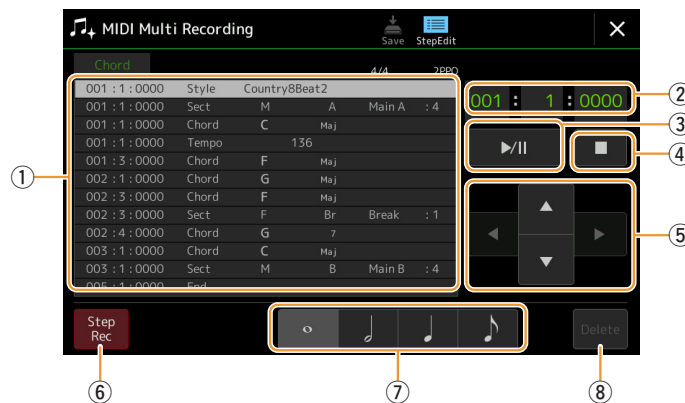 MIDI Multi Recording
Save
StepEdit
Chord
4/4
2PPQ
001 : 1 : 0000 Style Country8Beat2
001 : 1 : 0000 Sect M A Main A : 4
001 : 1 : 0000 Chord C Maj
001 : 1 : 0000 Tempo 136
001 : 3 : 0000 Chord F Maj
002 : 1 : 0000 Chord G Maj
002 : 3 : 0000 Chord F Maj
002 : 3 : 0000 Sect F Br Break : 1
002 : 4 : 0000 Chord G 7
003 : 1 : 0000 Chord C Maj
003 : 1 : 0000 Sect M B Main B : 4
005 : 1 : 0000 End
001 : 1 : 0000
Step
Rec
Delete
①
②
③
④
⑤
⑥
⑦
⑧